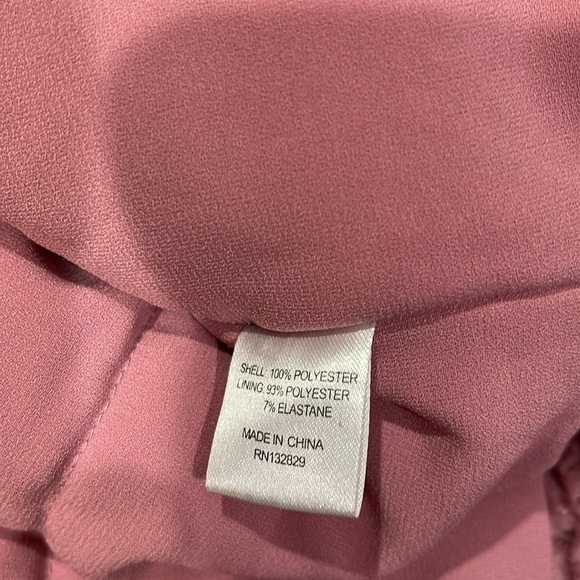 SHELL 100% POLYESTER
LINING 93% POLYESTER
7% ELASTANE
MADE IN CHINA
RN132829